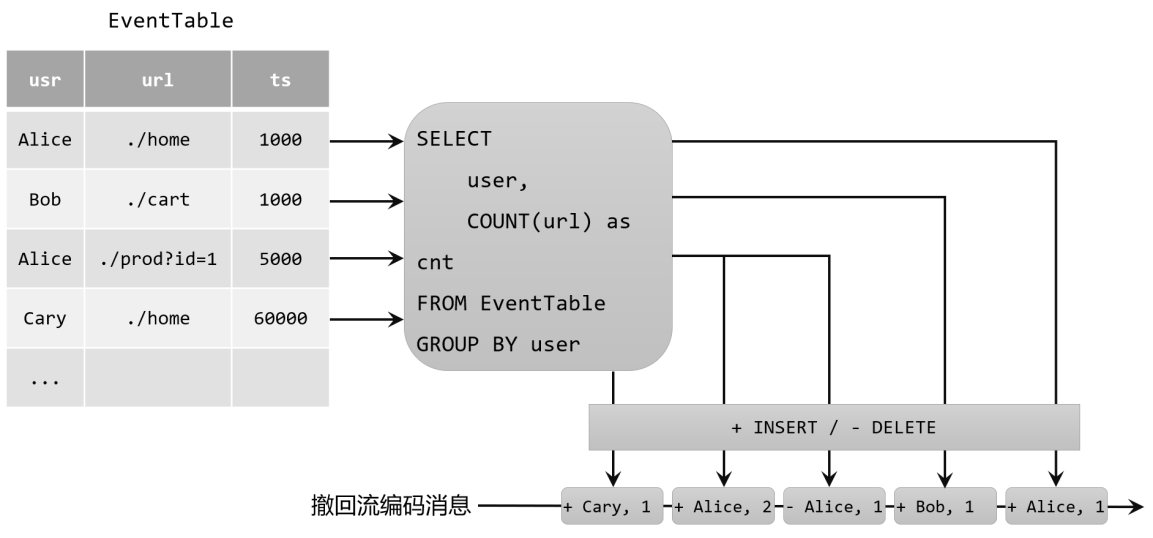 EventTable
usr url ts
Alice ./home 1000
Bob ./cart 1000
Alice ./prod?id=1 5000
Cary ./home 60000
...
SELECT
user,
COUNT(url) as
cnt
FROM EventTable
GROUP BY user
+ INSERT / - DELETE
撤回流编码消息 + Cary, 1 + Alice, 2 - Alice, 1 + Bob, 1 + Alice, 1